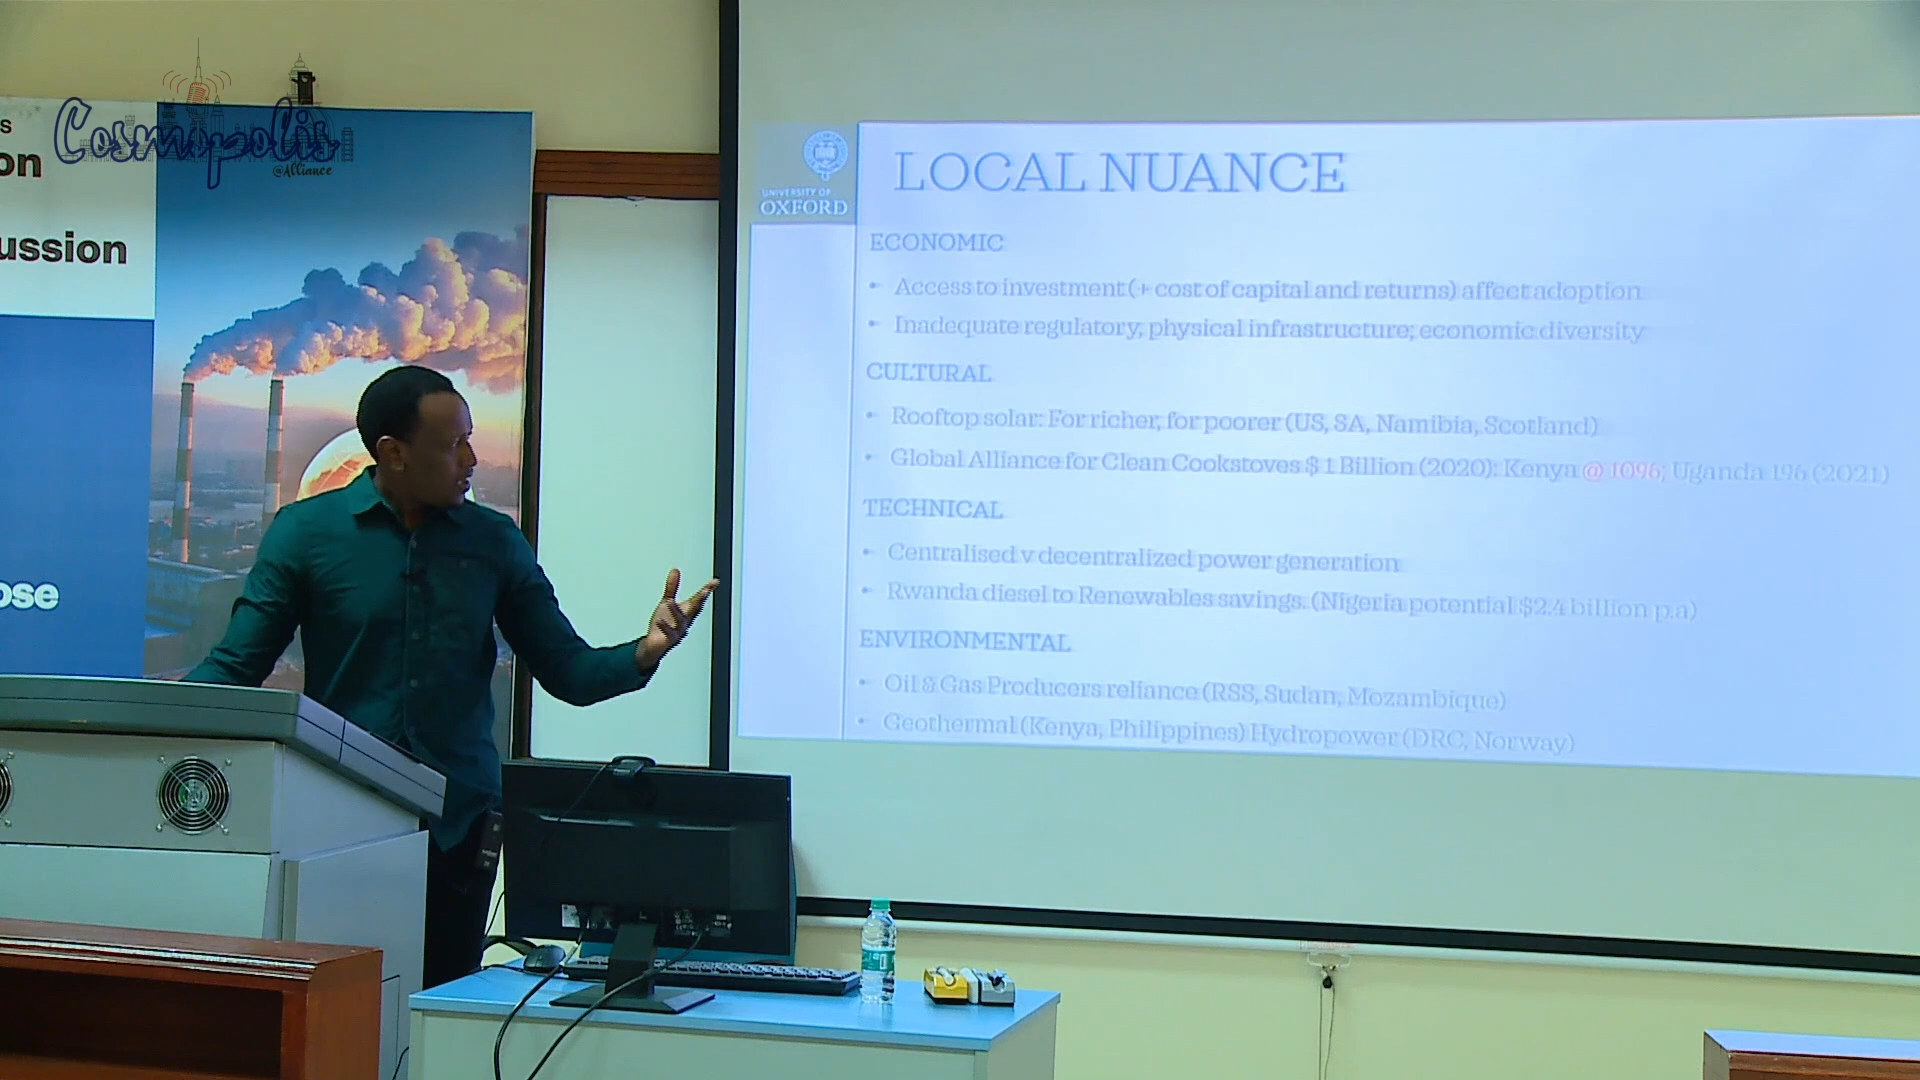 Cosmopolis
@Alliance
s
on
ussion
ose
UNIVERSITY OF
OXFORD
LOCAL NUANCE
ECONOMIC
• Access to investment (+ cost of capital and returns) affect adoption
• Inadequate regulatory, physical infrastructure; economic diversity
CULTURAL
• Rooftop solar: For richer, for poorer (US, SA, Namibia, Scotland)
• Global Alliance for Clean Cookstoves $ 1 Billion (2020): Kenya @ 10%; Uganda 1% (2021)
TECHNICAL
• Centralised v decentralized power generation
• Rwanda diesel to Renewables savings. (Nigeria potential $2.4 billion p.a)
ENVIRONMENTAL
• Oil & Gas Producers reliance (RSS, Sudan, Mozambique)
• Geothermal (Kenya, Philippines) Hydropower (DRC, Norway)